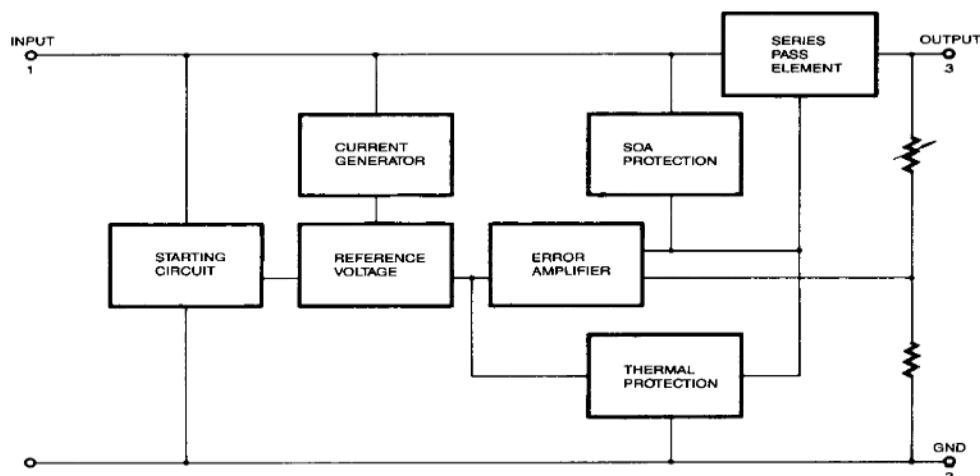 INPUT
1
SERIES
PASS
ELEMENT
OUTPUT
3
CURRENT
GENERATOR
SOA
PROTECTION
STARTING
CIRCUIT
REFERENCE
VOLTAGE
ERROR
AMPLIFIER
THERMAL
PROTECTION
GND
2